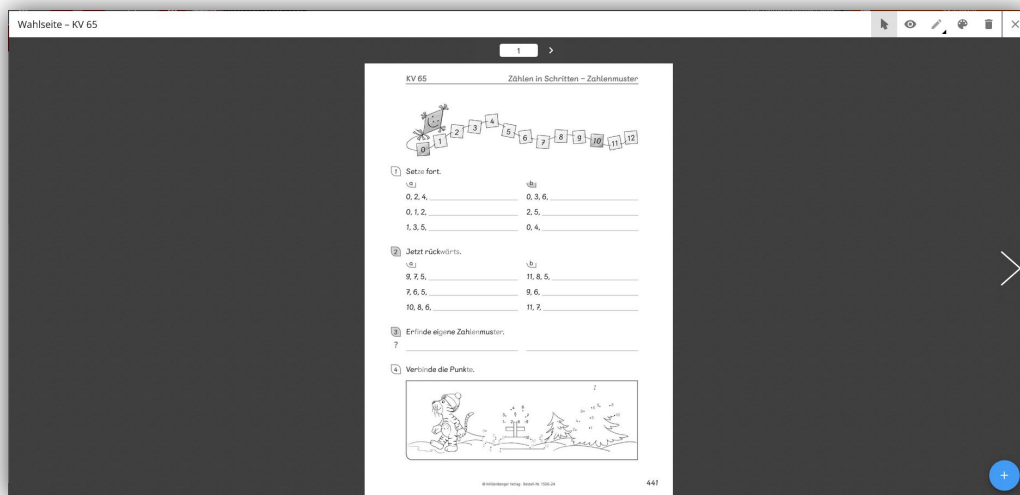 Wahlseite – KV 65
1
KV 65 Zählen in Schritten – Zahlenmuster
0 1 2 3 4 5 6 7 8 9 10 11 12
1 Setze fort.
a b
0, 2, 4, 0, 3, 6,
0, 1, 2, 2, 5,
1, 3, 5, 0, 4,
2 Jetzt rückwärts.
a b
9, 7, 5, 11, 8, 5,
7, 6, 5, 9, 6,
10, 8, 6, 11, 7,
3 Erfinde eigene Zahlenmuster.
?
4 Verbinde die Punkte.
441